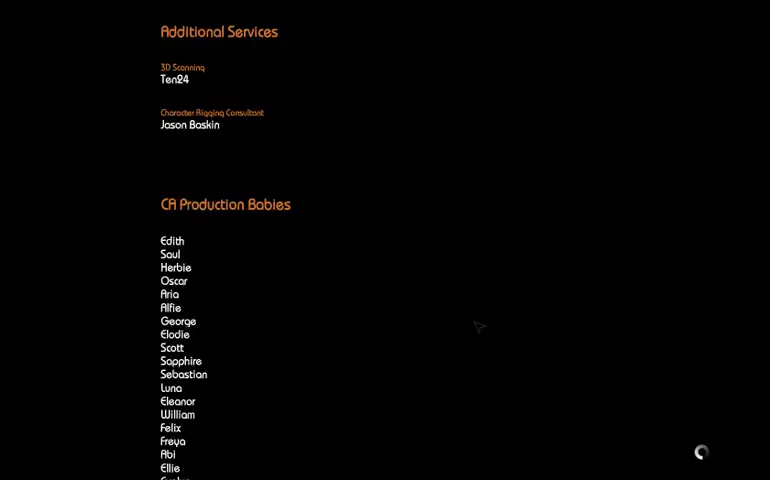 Additional Services
3D Scanning
Ten24
Character Rigging Consultant
Jason Baskin
CA Production Babies
Edith
Saul
Herbie
Oscar
Aria
Alfie
George
Elodie
Scott
Sapphire
Sebastian
Luna
Eleanor
William
Felix
Freya
Abi
Ellie